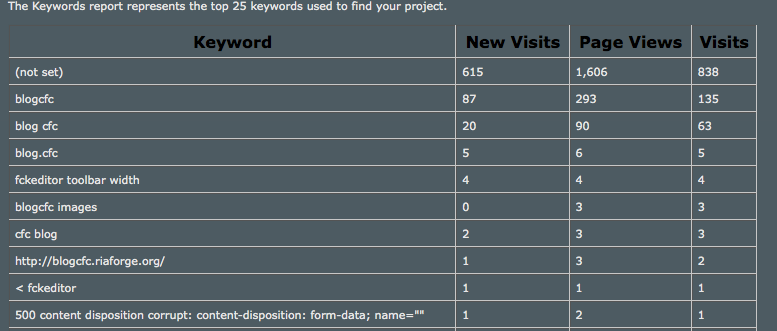 The Keywords report represents the top 25 keywords used to find your project.
Keyword New Visits Page Views Visits
(not set) 615 1,606 838
blogcfc 87 293 135
blog cfc 20 90 63
blog.cfc 5 6 5
fckeditor toolbar width 4 4 4
blogcfc images 0 3 3
cfc blog 2 3 3
http://blogcfc.riaforge.org/ 1 3 2
< fckeditor 1 1 1
500 content disposition corrupt: content-disposition: form-data; name="" 1 2 1